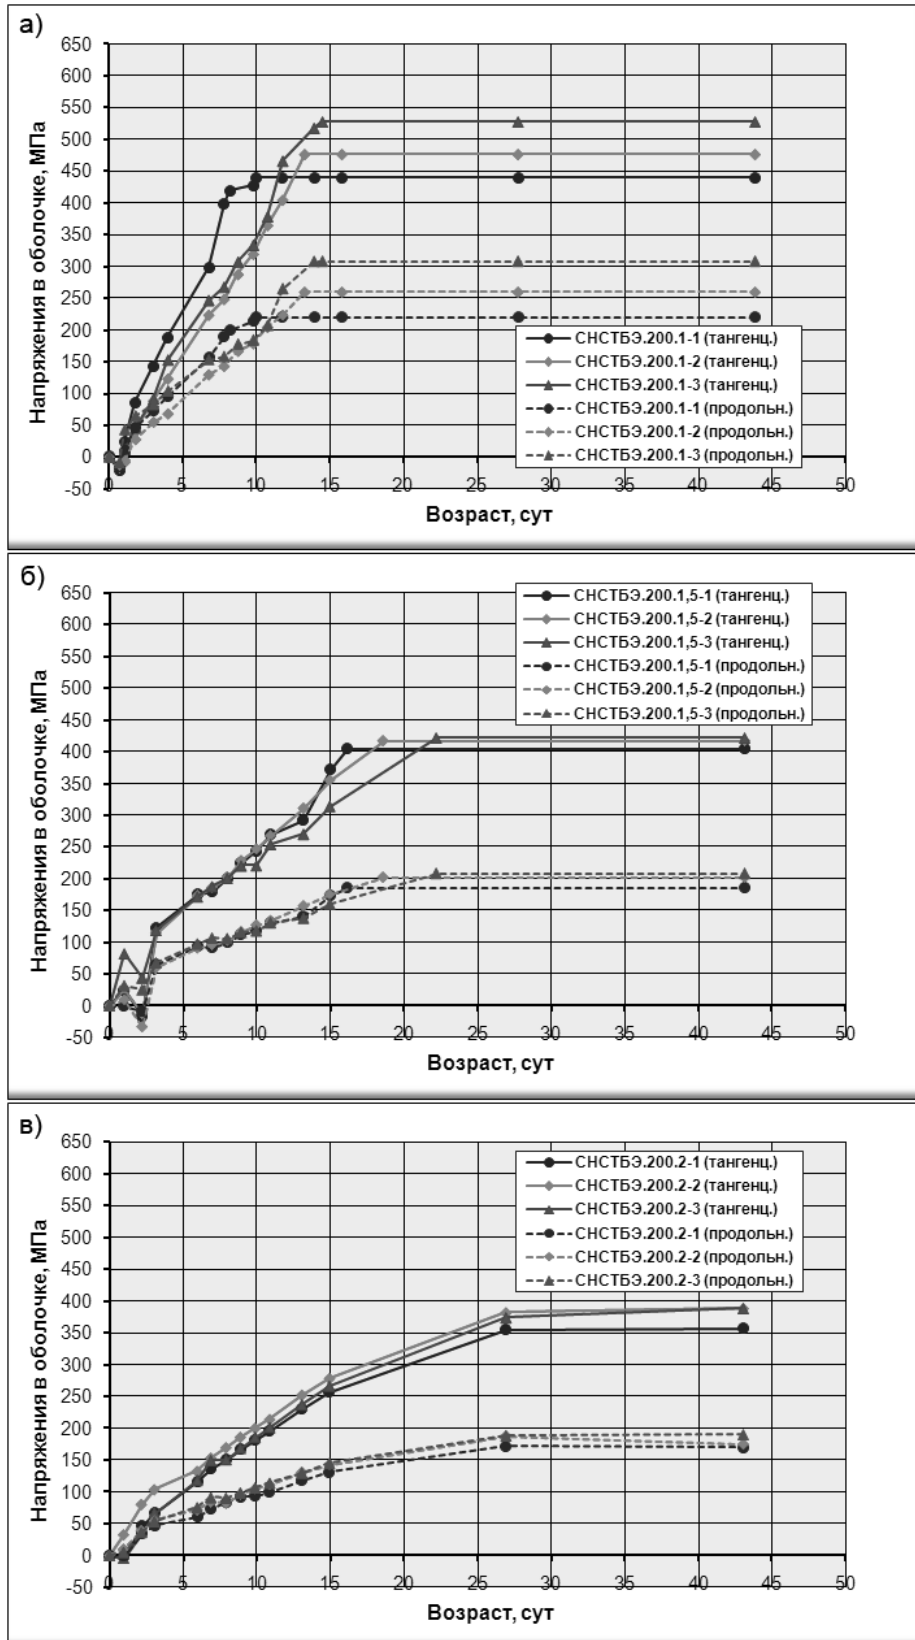 а)
650
600
550
500
450
400
350
300
250
200
150
100
50
0
-50
Напряжения в оболочке, МПа
0 5 10 15 20 25 30 35 40 45 50
Возраст, сут
СНСТБЭ.200.1-1 (тангенц.)
СНСТБЭ.200.1-2 (тангенц.)
СНСТБЭ.200.1-3 (тангенц.)
СНСТБЭ.200.1-1 (продольн.)
СНСТБЭ.200.1-2 (продольн.)
СНСТБЭ.200.1-3 (продольн.)
б)
650
600
550
500
450
400
350
300
250
200
150
100
50
0
-50
Напряжения в оболочке, МПа
0 5 10 15 20 25 30 35 40 45 50
Возраст, сут
СНСТБЭ.200.1,5-1 (тангенц.)
СНСТБЭ.200.1,5-2 (тангенц.)
СНСТБЭ.200.1,5-3 (тангенц.)
СНСТБЭ.200.1,5-1 (продольн.)
СНСТБЭ.200.1,5-2 (продольн.)
СНСТБЭ.200.1,5-3 (продольн.)
в)
650
600
550
500
450
400
350
300
250
200
150
100
50
0
-50
Напряжения в оболочке, МПа
0 5 10 15 20 25 30 35 40 45 50
Возраст, сут
СНСТБЭ.200.2-1 (тангенц.)
СНСТБЭ.200.2-2 (тангенц.)
СНСТБЭ.200.2-3 (тангенц.)
СНСТБЭ.200.2-1 (продольн.)
СНСТБЭ.200.2-2 (продольн.)
СНСТБЭ.200.2-3 (продольн.)